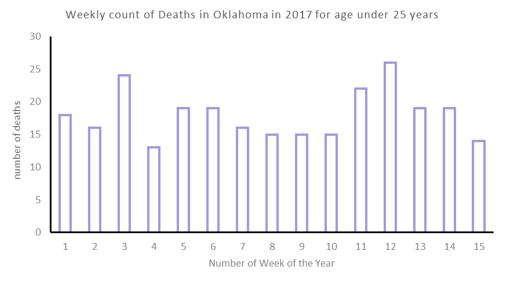 Weekly count of Deaths in Oklahoma in 2017 for age under 25 years
30
25
20
15
10
5
0
number of deaths
1 2 3 4 5 6 7 8 9 10 11 12 13 14 15
Number of Week of the Year